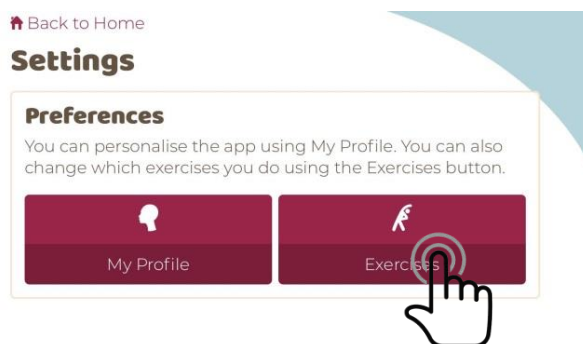 Back to Home
Settings
Preferences
You can personalise the app using My Profile. You can also
change which exercises you do using the Exercises button.
My Profile
Exercises